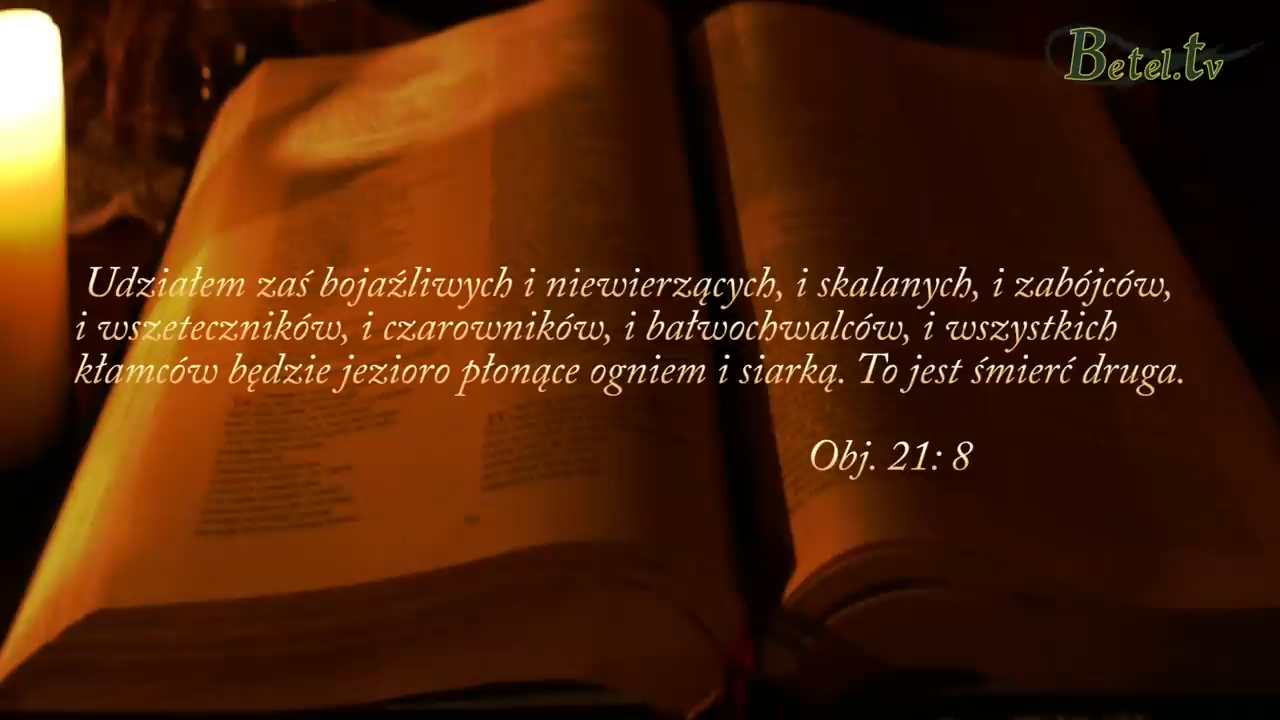 Betel.tv
Udziałem zaś bojaźliwych i niewierzących, i skalanych, i zabójców,
i wszeteczników, i czarowników, i bałwochwalców, i wszystkich
kłamców będzie jezioro płonące ogniem i siarką. To jest śmierć druga.
Obj. 21: 8